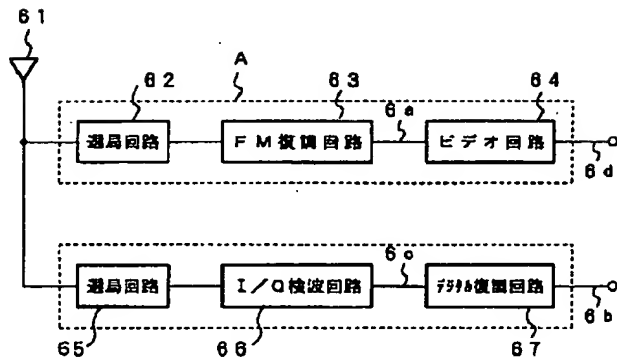 61
62
A
63
64
選局回路
FM復調回路
6a
ビデオ回路
6d
選局回路
I/Q検波回路
6c
デジタル復調回路
6b
65
66
67